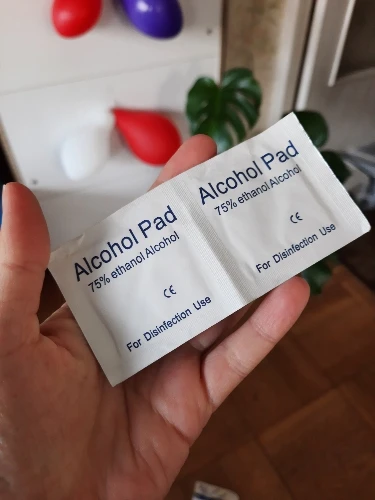 Alcohol Pad
75% ethanol Alcohol
CE
For Disinfection Use
Alcohol Pad
75% ethanol Alcohol
CE
For Disinfection Use